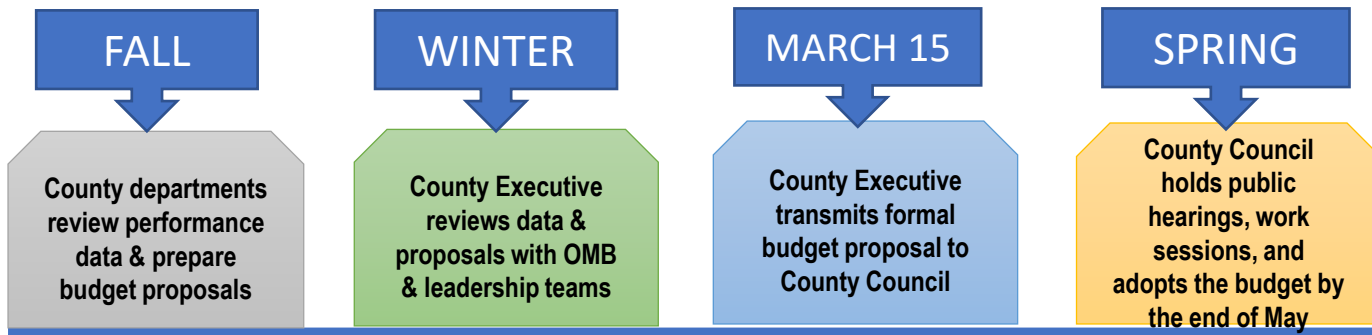 FALL
County departments
review performance
data & prepare
budget proposals
WINTER
County Executive
reviews data &
proposals with OMB
& leadership teams
MARCH 15
County Executive
transmits formal
budget proposal to
County Council
SPRING
County Council
holds public
hearings, work
sessions, and
adopts the budget by
the end of May